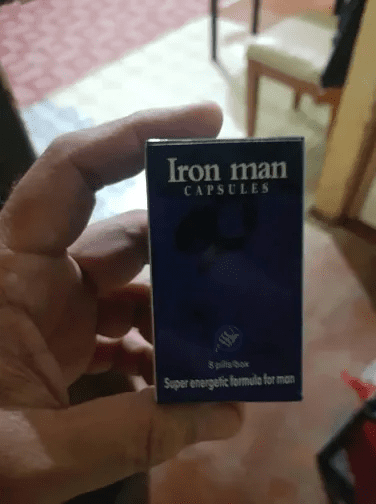 Iron man
CAPSULES
8 pills/box
Super energetic formula for man